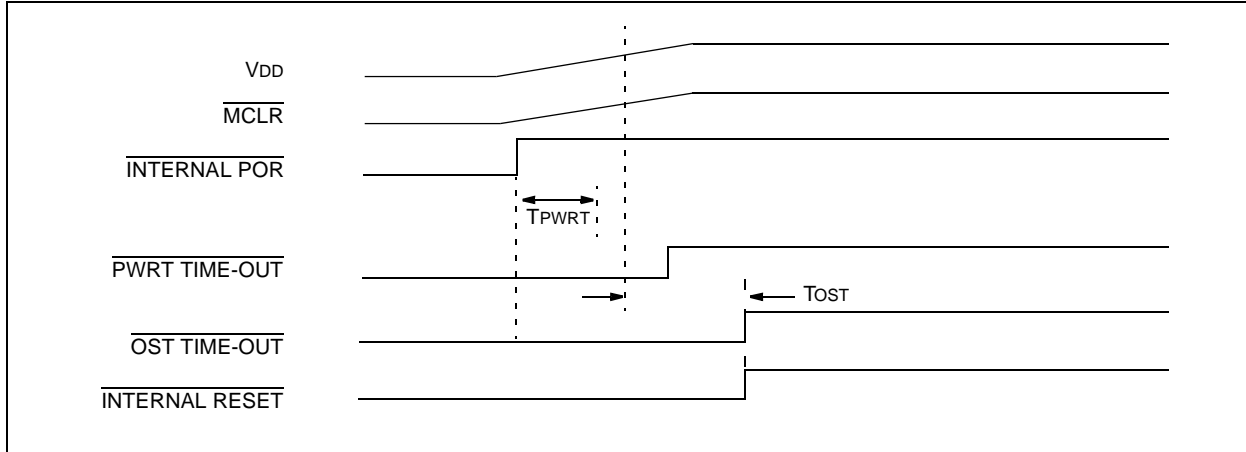 VDD
MCLR
INTERNAL POR
TPWRT
PWRT TIME-OUT
TOST
OST TIME-OUT
INTERNAL RESET